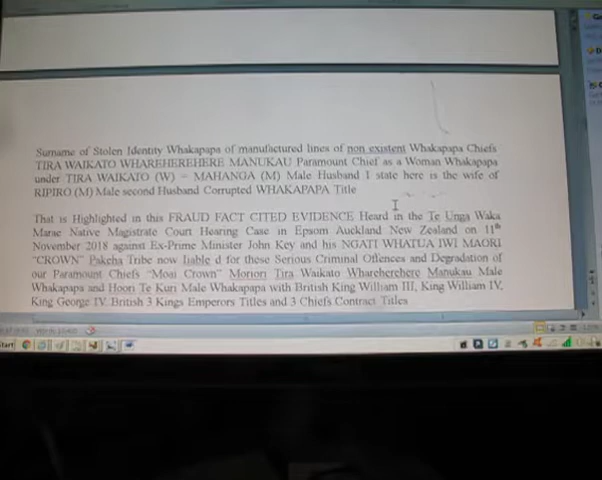 Surname of Stolen Identity Whakapapa of manufactured lines of non existent Whakapapa Chiefs
TIRA WAIKATO WHAREHEREHERE MANUKAU Paramount Chief as a Woman Whakapapa
under TIRA WAIKATO (W) – MAHANGA (M) Male Husband I state here is the wife of
RIPIRO (M) Male second Husband Corrupted WHAKAPAPA Title
That is Highlighted in this FRAUD FACT CITED EVIDENCE Heard in the Te Unga Waka
Marae Native Magistrate Court Hearing Case in Epsom Auckland New Zealand on 11th
November 2018 against Ex-Prime Minister John Key and his NGATI WHATUA IWI MAORI
"CROWN" Pakeha Tribe now liable d for these Serious Criminal Offences and Degradation of
our Paramount Chiefs "Moai Crown" Moriori Tira Waikato Whareherehere Manukau Male
Whakapapa and Hoori Te Kuri Male Whakapapa with British King William III, King William IV,
King George IV British 3 Kings Emperors Titles and 3 Chiefs Contract Titles